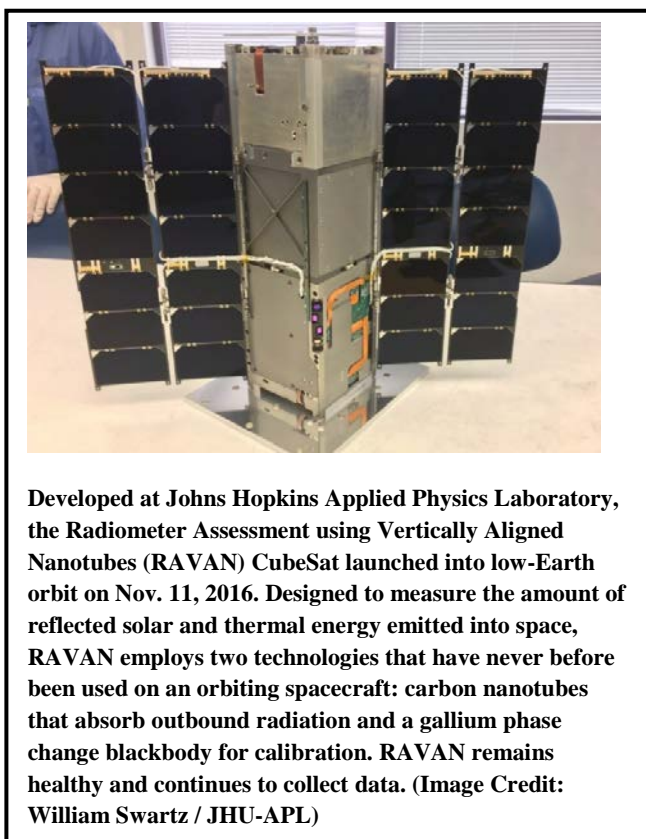 Developed at Johns Hopkins Applied Physics Laboratory,
the Radiometer Assessment using Vertically Aligned
Nanotubes (RAVAN) CubeSat launched into low-Earth
orbit on Nov. 11, 2016. Designed to measure the amount of
reflected solar and thermal energy emitted into space,
RAVAN employs two technologies that have never before
been used on an orbiting spacecraft: carbon nanotubes
that absorb outbound radiation and a gallium phase
change blackbody for calibration. RAVAN remains
healthy and continues to collect data. (Image Credit:
William Swartz / JHU-APL)